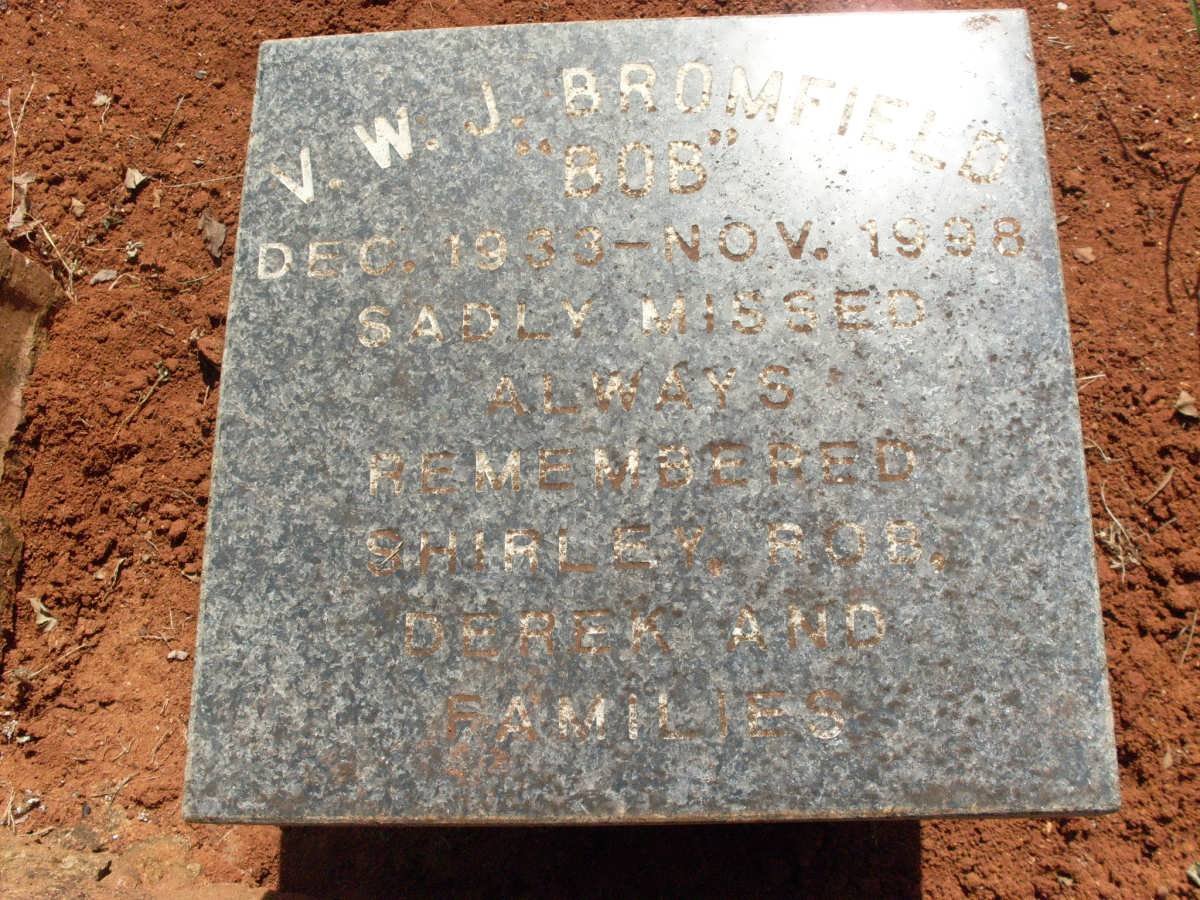 V. W. J. BROMFIELD
"BOB"
DEC. 1933-NOV. 1998
SADLY MISSED
ALWAYS
REMEMBERED
SHIRLEY, ROB,
DEREK AND
FAMILIES